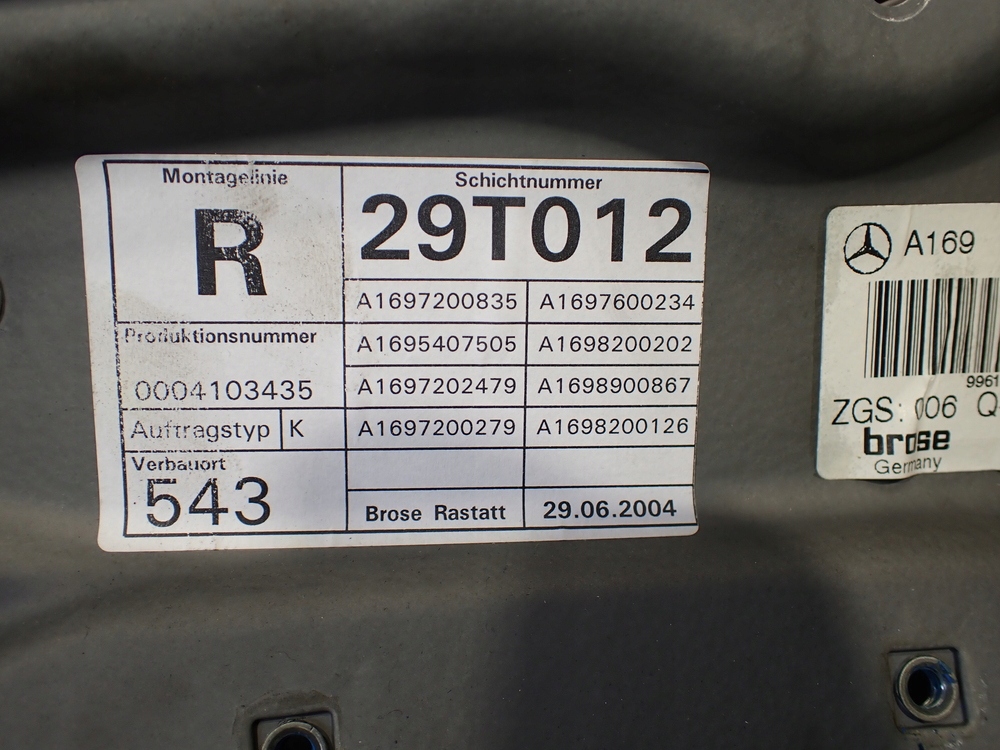 Montagelinie
R
Schichtnummer
29T012
A1697200835 A1697600234
Produktionsnummer
0004103435
A1695407505 A1698200202
A1697202479 A1698900867
Auftragstyp K
A1697200279 A1698200126
Verbauort
543
Brose Rastatt 29.06.2004
A169
9961
ZGS: 006 Q
brose
Germany